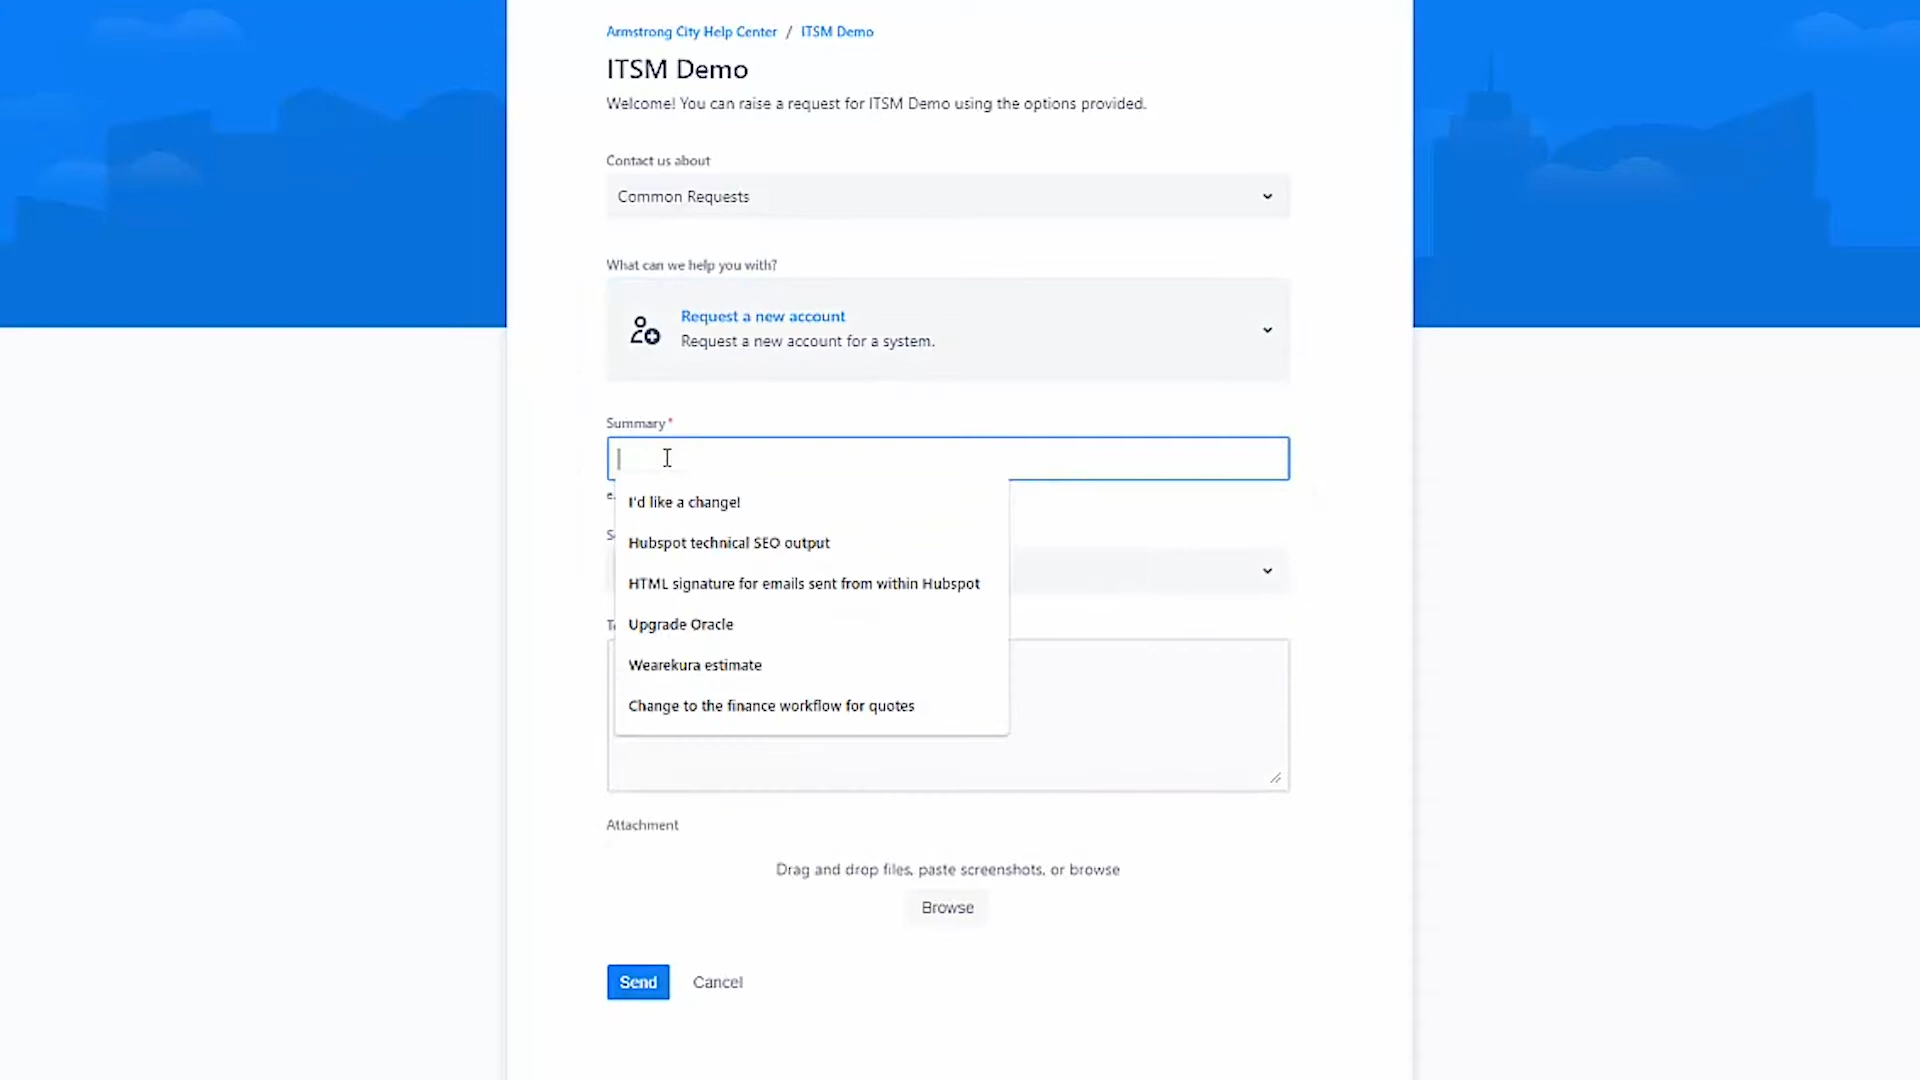 Armstrong City Help Center / ITSM Demo
ITSM Demo
Welcome! You can raise a request for ITSM Demo using the options provided.
Contact us about
Common Requests
What can we help you with?
Request a new account
Request a new account for a system.
Summary*
I'd like a change!
Hubspot technical SEO output
HTML signature for emails sent from within Hubspot
Upgrade Oracle
Wearekura estimate
Change to the finance workflow for quotes
Attachment
Drag and drop files, paste screenshots, or browse
Browse
Send Cancel